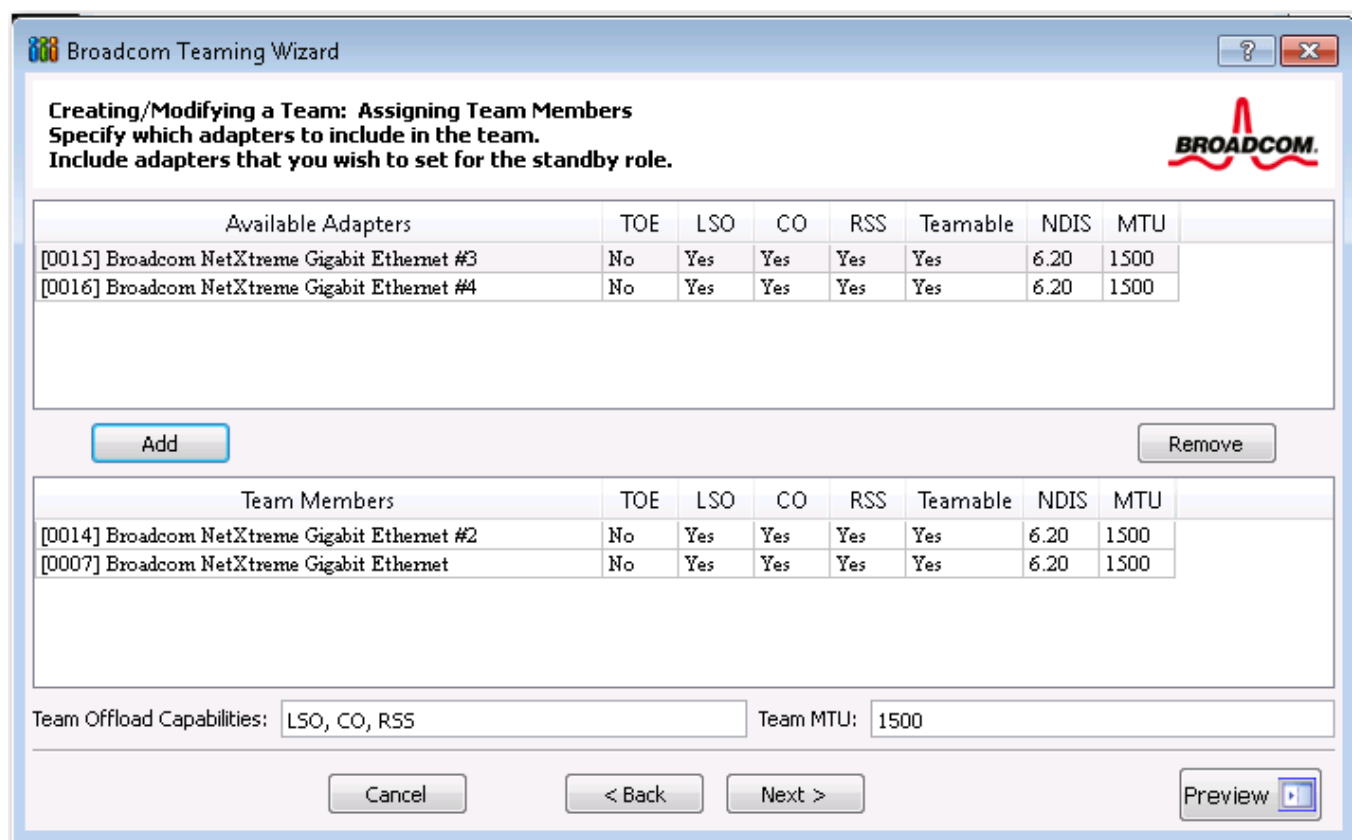 Broadcom Teaming Wizard
Creating/Modifying a Team: Assigning Team Members
Specify which adapters to include in the team.
Include adapters that you wish to set for the standby role.
BROADCOM.
Available Adapters TOE LSO CO RSS Teamable NDIS MTU
[0015] Broadcom NetXtreme Gigabit Ethernet #3 No Yes Yes Yes Yes 6.20 1500
[0016] Broadcom NetXtreme Gigabit Ethernet #4 No Yes Yes Yes Yes 6.20 1500
Add Remove
Team Members TOE LSO CO RSS Teamable NDIS MTU
[0014] Broadcom NetXtreme Gigabit Ethernet #2 No Yes Yes Yes Yes 6.20 1500
[0007] Broadcom NetXtreme Gigabit Ethernet No Yes Yes Yes Yes 6.20 1500
Team Offload Capabilities: LSO, CO, RSS Team MTU: 1500
Cancel < Back Next > Preview